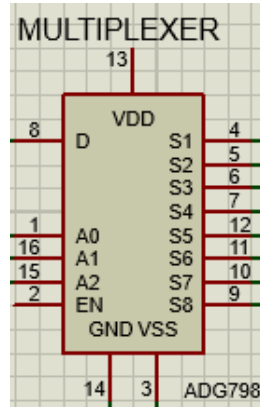 MULTIPLEXER
13
VDD
8 D S1 4
S2 5
S3 6
S4 7
1 A0 S5 12
16 A1 S6 11
15 A2 S7 10
2 EN S8 9
GND VSS
14 3 ADG798